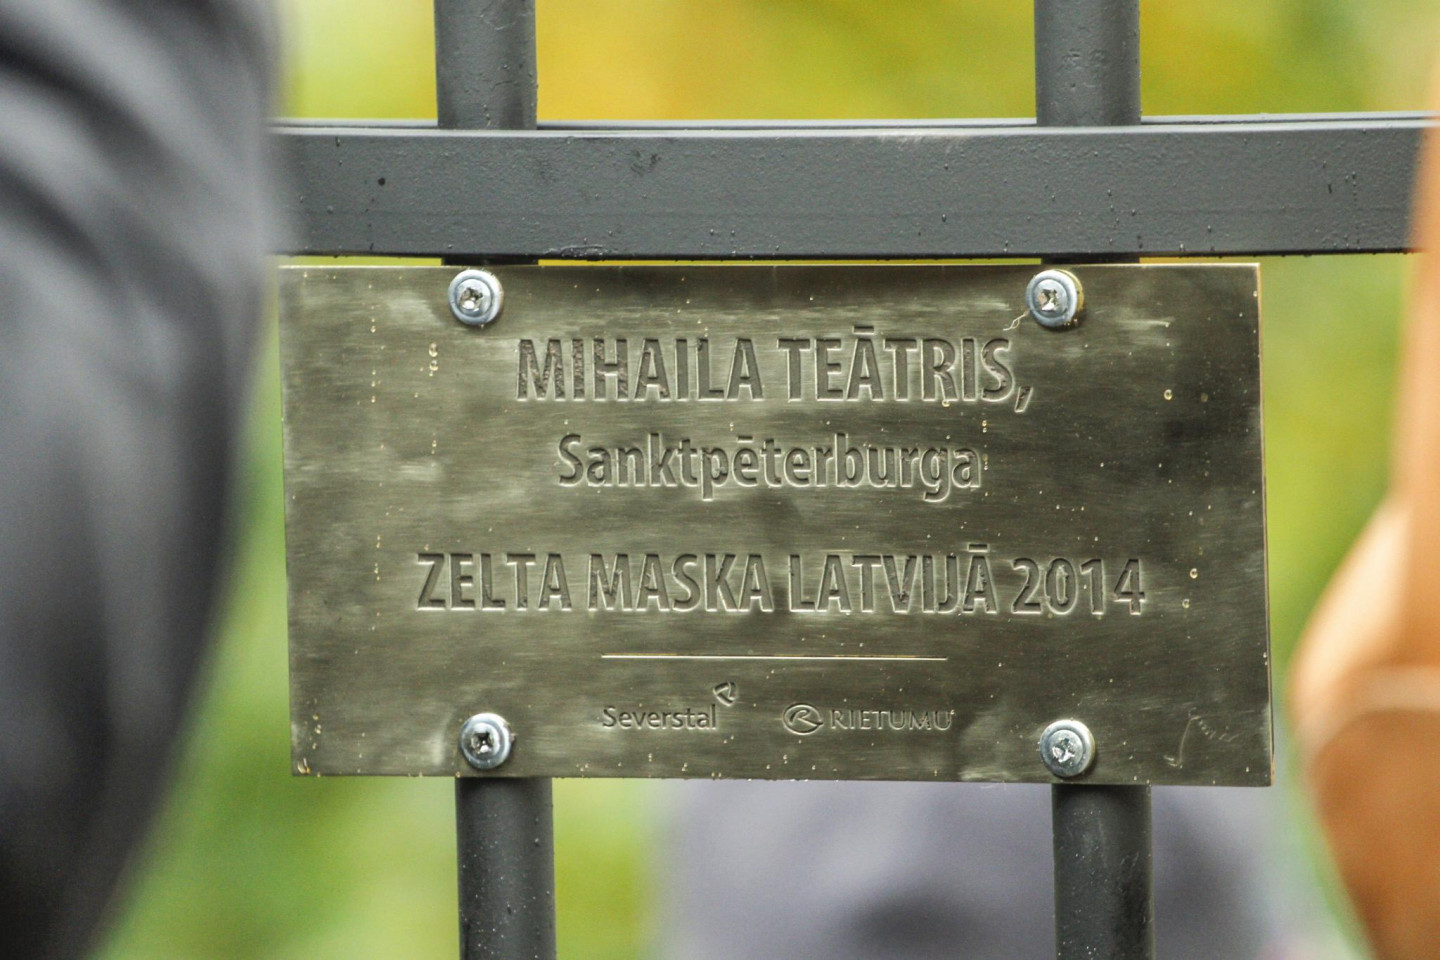 MIHAILA TEĀTRIS,
Sanktpēterburga
ZELTA MASKA LATVIJĀ 2014
Severstal RIETUMU